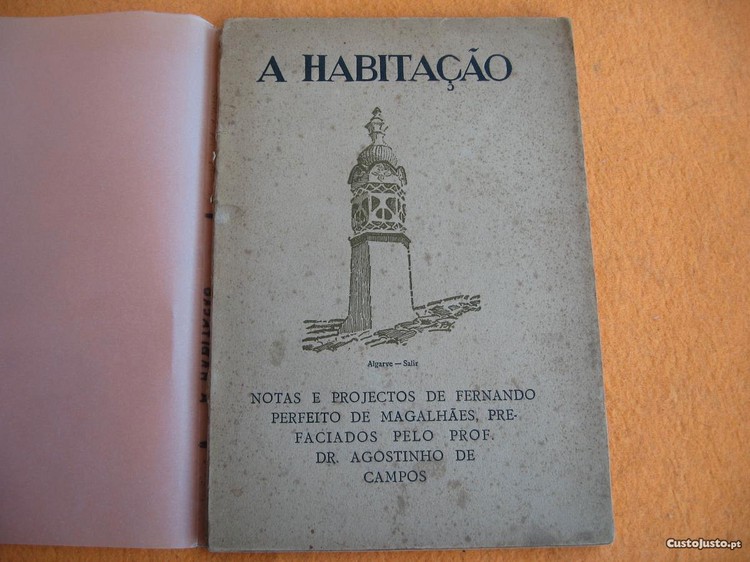 A HABITAÇÃO
Algarve — Salir
NOTAS E PROJECTOS DE FERNANDO
PERFEITO DE MAGALHÃES, PRE-
FACIADOS PELO PROF.
DR. AGOSTINHO DE
CAMPOS
CustoJusto.pt